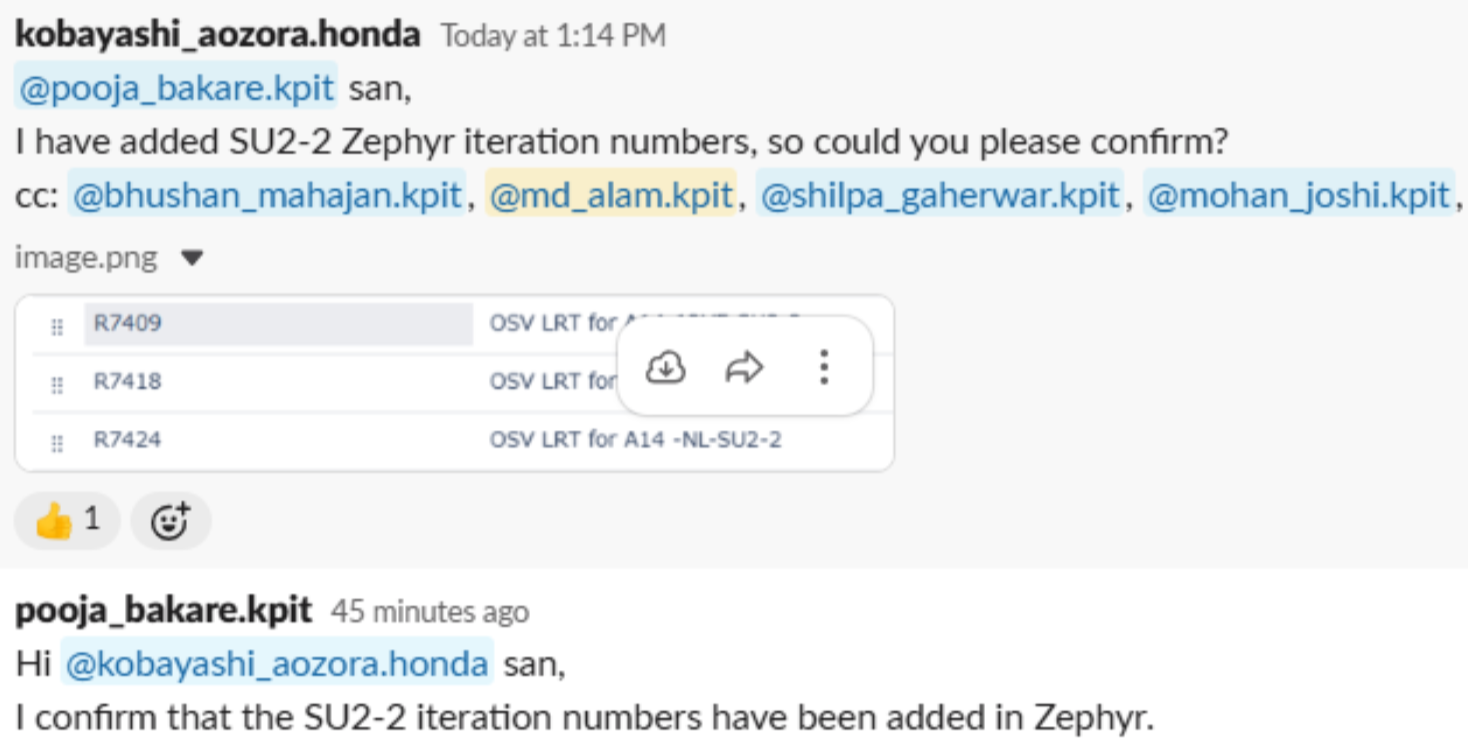 kobayashi_aozora.honda Today at 1:14 PM
@pooja_bakare.kpit san,
I have added SU2-2 Zephyr iteration numbers, so could you please confirm?
cc: @bhushan_mahajan.kpit, @md_alam.kpit, @shilpa_gaherwar.kpit, @mohan_joshi.kpit,
image.png
R7409 OSV LRT for
R7418 OSV LRT for
R7424 OSV LRT for A14 -NL-SU2-2
1
pooja_bakare.kpit 45 minutes ago
Hi @kobayashi_aozora.honda san,
I confirm that the SU2-2 iteration numbers have been added in Zephyr.